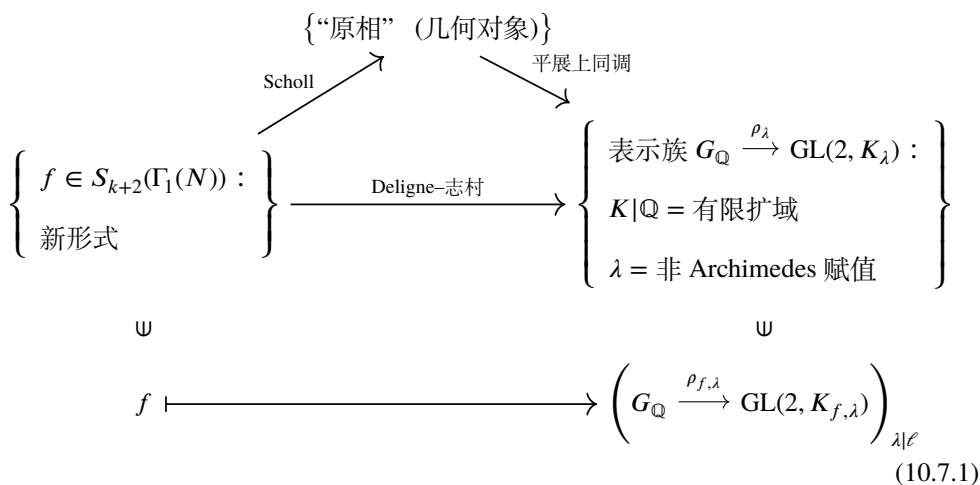 {“原相” (几何对象)}
Scholl
平展上同调
f ∈ S_{k+2}(Γ_1(N)) :
新形式
Deligne–志村
表示族 G_ℚ \xrightarrow{ρ_λ} GL(2, K_λ) :
K|ℚ = 有限扩域
λ = 非 Archimedes 赋值
∈ ∈
f ⟼ (G_ℚ \xrightarrow{ρ_{f,λ}} GL(2, K_{f,λ}))_{λ|ℓ}
(10.7.1)